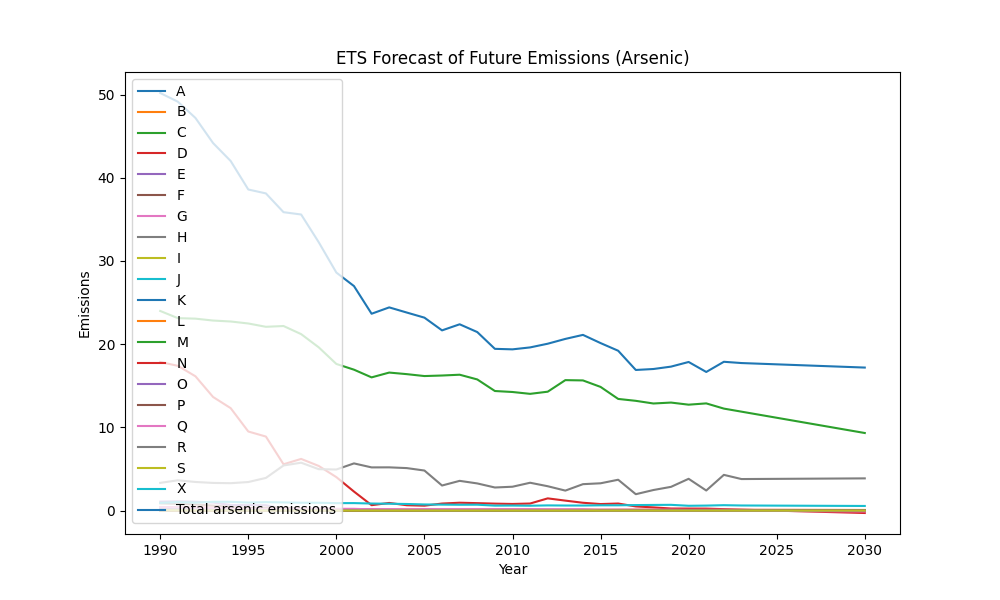 ETS Forecast of Future Emissions (Arsenic)
50
40
30
20
10
0
Emissions
A
B
C
D
E
F
G
H
I
J
K
L
M
N
O
P
Q
R
S
X
Total arsenic emissions
1990 1995 2000 2005 2010 2015 2020 2025 2030
Year